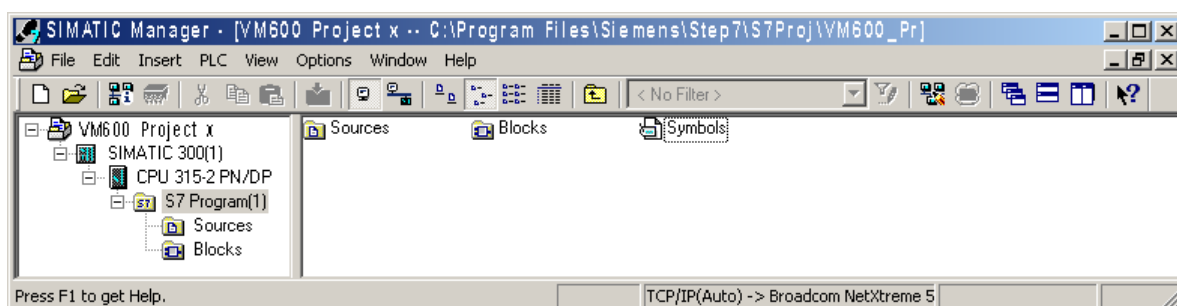 SIMATIC Manager - [VM600 Project x -- C:\Program Files\Siemens\Step7\S7Proj\VM600_Pr]
File Edit Insert PLC View Options Window Help
< No Filter >
VM600 Project x
SIMATIC 300(1)
CPU 315-2 PN/DP
S7 Program(1)
Sources
Blocks
Sources Blocks Symbols
Press F1 to get Help. TCP/IP(Auto) -> Broadcom NetXtreme 5